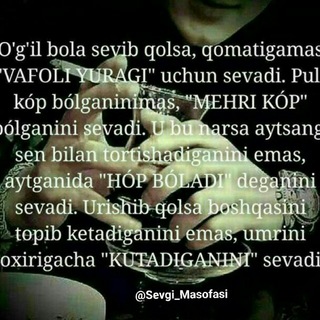 O'g'il bola seyib qolsa, qomatigamas
"VAFOLI YURAGI" uchun sevadi. Pul
kóp bólganinimas, "MEHRI KÓP"
bólganini sevadi. U bu narsa aytsang
sen bilan tortishadiganini emas,
aytganida "HÓP BÓLADI" deganini
sevadi. Urishib qolsa boshqasini
topib ketadiganini emas, umrini
oxirigacha "KUTADIGANINI" sevadi
@Sevgi_Masofasi